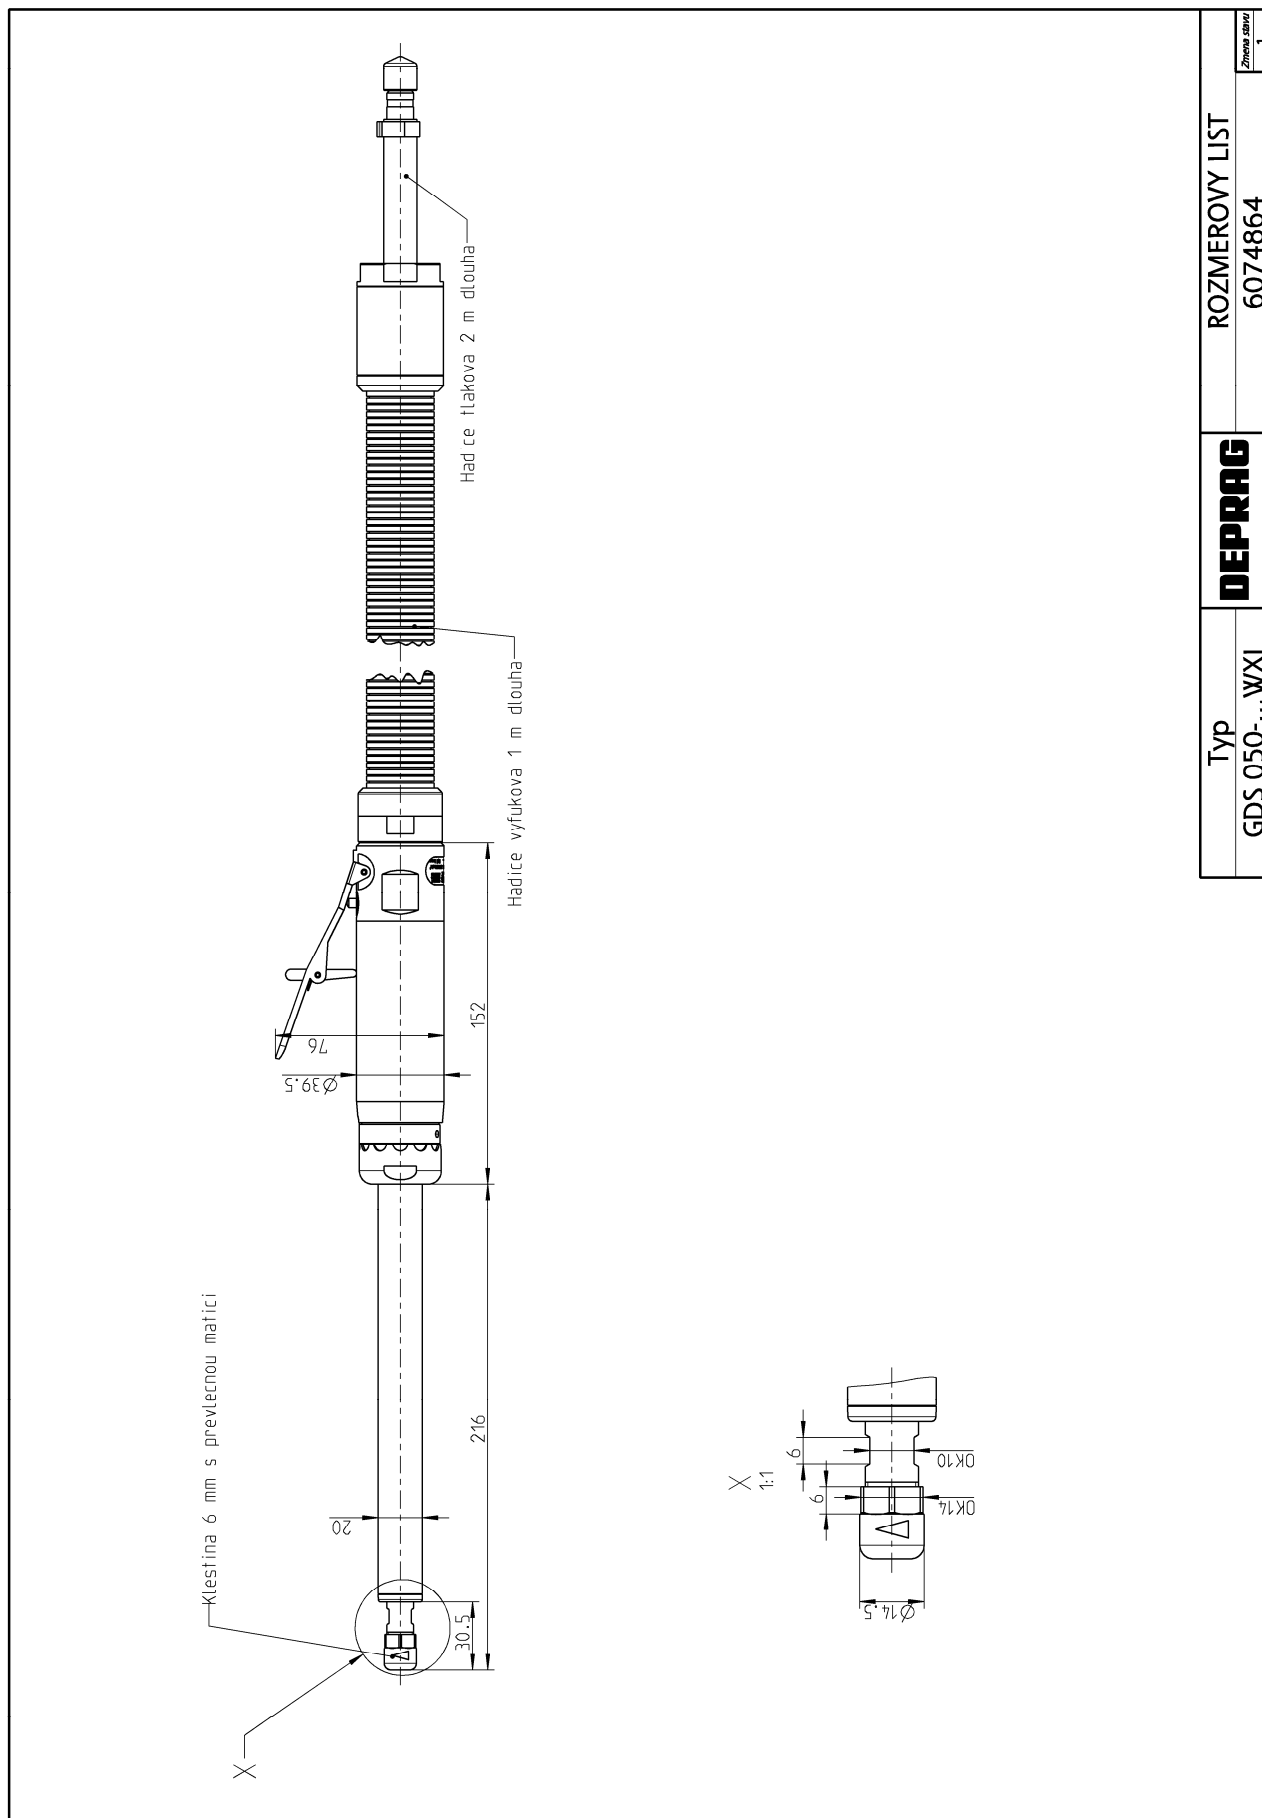 X
Klestina 6 mm s prevlecnou matici
76
Ø39.5
20
30.5
216
152
Hadice tlakova 2 m dlouha
Hadice vyfukova 1 m dlouha
X
1:1
6
6
OK10
OK14
Ø14.5
Typ
GDS 050-...
DEPRAG
ROZMEROVY LIST
6074864
Zmena stavu
1